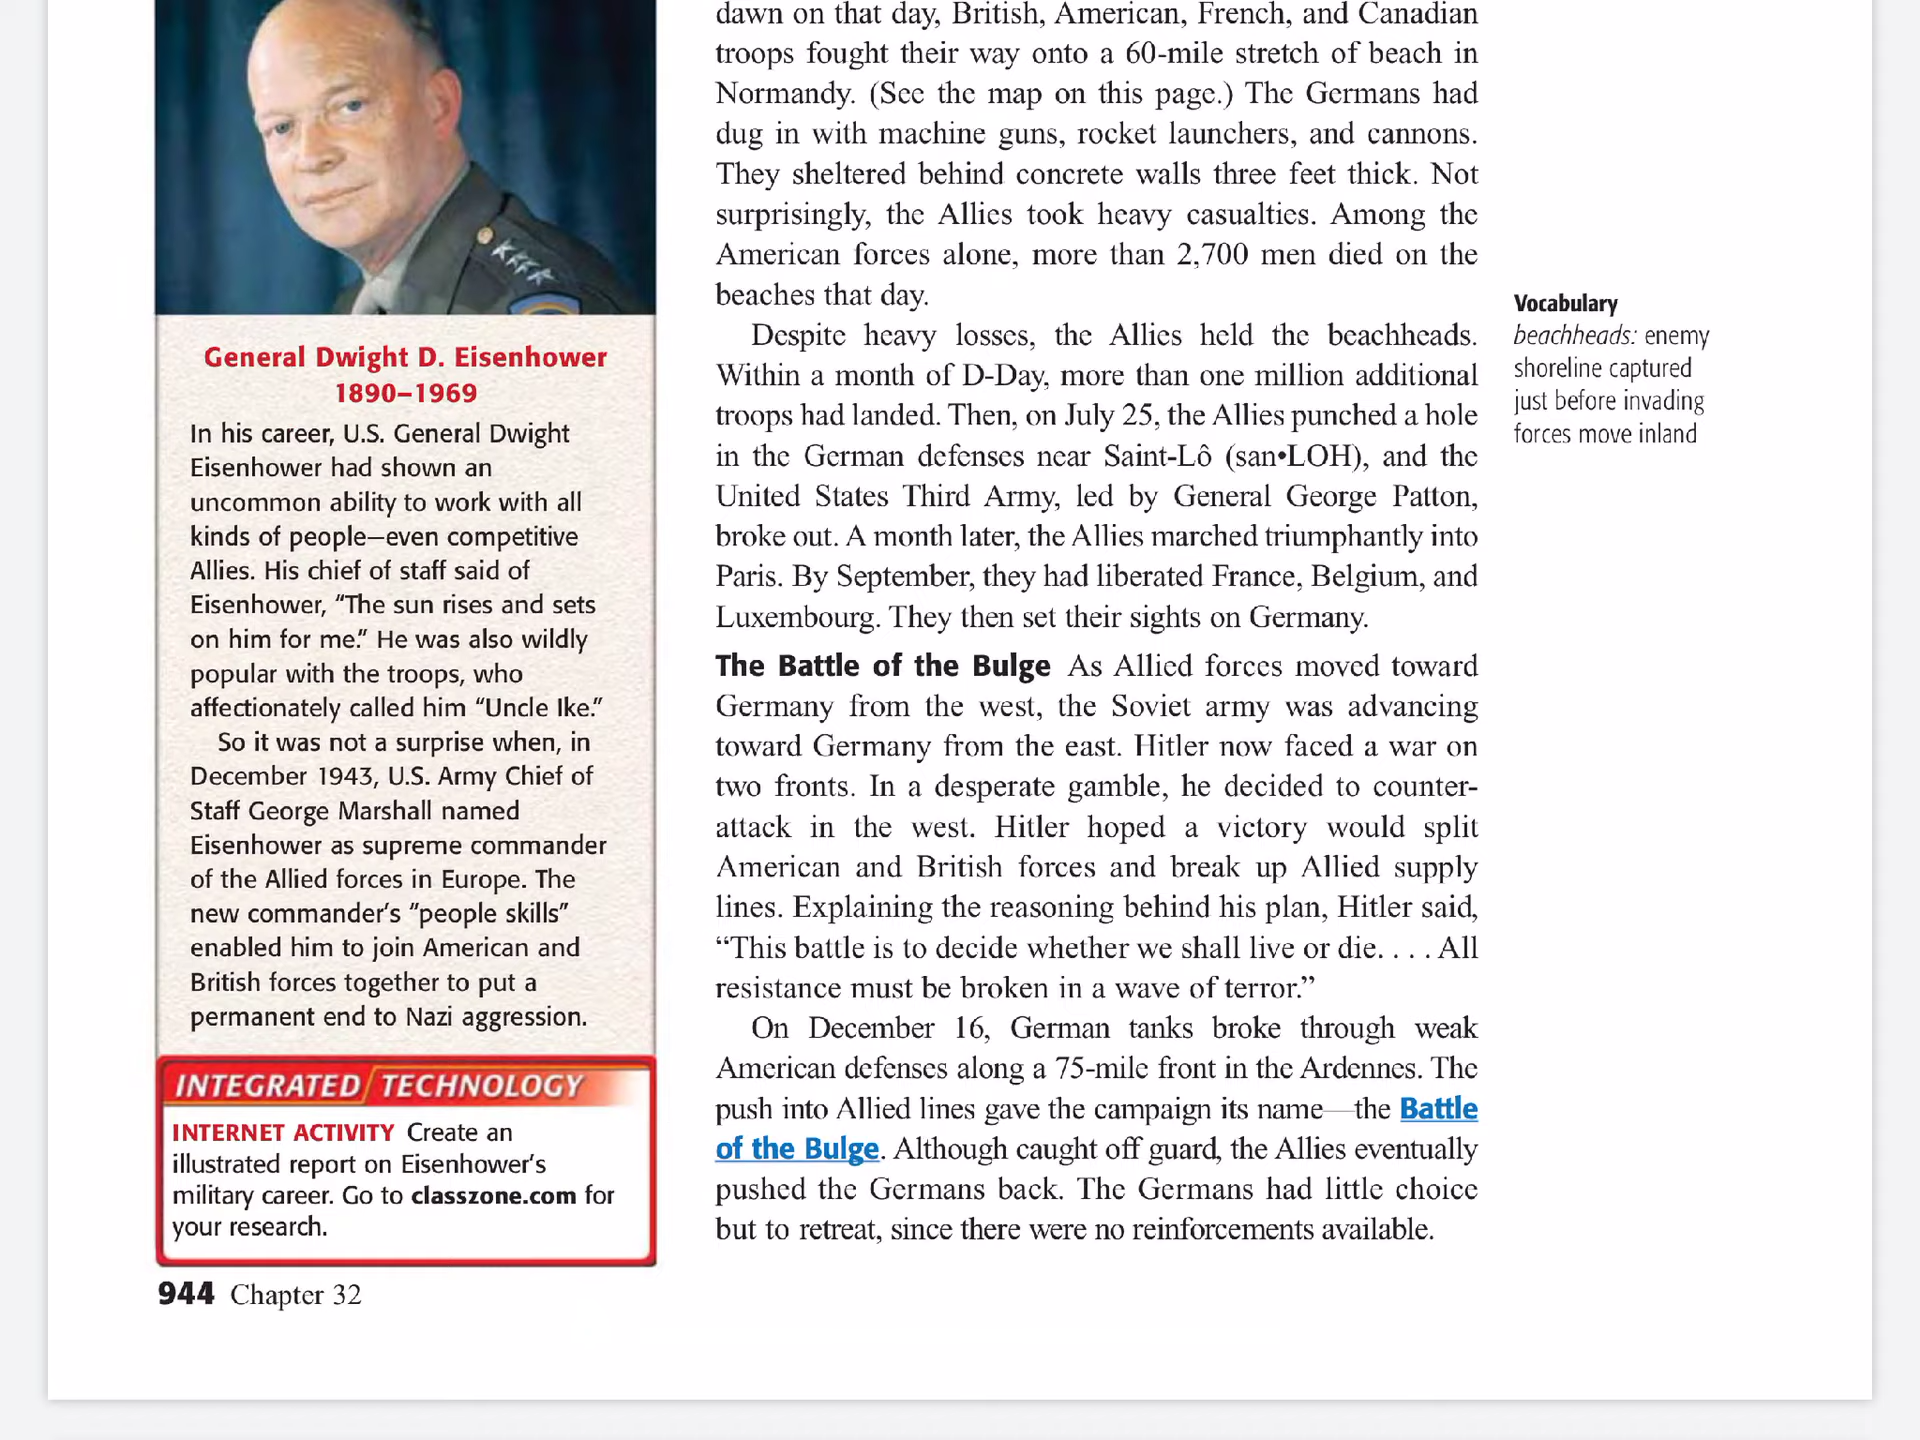 General Dwight D. Eisenhower
1890–1969
In his career, U.S. General Dwight
Eisenhower had shown an
uncommon ability to work with all
kinds of people—even competitive
Allies. His chief of staff said of
Eisenhower, “The sun rises and sets
on him for me.” He was also wildly
popular with the troops, who
affectionately called him “Uncle Ike.”
So it was not a surprise when, in
December 1943, U.S. Army Chief of
Staff George Marshall named
Eisenhower as supreme commander
of the Allied forces in Europe. The
new commander’s “people skills”
enabled him to join American and
British forces together to put a
permanent end to Nazi aggression.
INTEGRATED / TECHNOLOGY
INTERNET ACTIVITY Create an
illustrated report on Eisenhower’s
military career. Go to classzone.com for
your research.
dawn on that day, British, American, French, and Canadian
troops fought their way onto a 60-mile stretch of beach in
Normandy. (See the map on this page.) The Germans had
dug in with machine guns, rocket launchers, and cannons.
They sheltered behind concrete walls three feet thick. Not
surprisingly, the Allies took heavy casualties. Among the
American forces alone, more than 2,700 men died on the
beaches that day.
Despite heavy losses, the Allies held the beachheads.
Within a month of D-Day, more than one million additional
troops had landed. Then, on July 25, the Allies punched a hole
in the German defenses near Saint-Lô (san•LOH), and the
United States Third Army, led by General George Patton,
broke out. A month later, the Allies marched triumphantly into
Paris. By September, they had liberated France, Belgium, and
Luxembourg. They then set their sights on Germany.
The Battle of the Bulge As Allied forces moved toward
Germany from the west, the Soviet army was advancing
toward Germany from the east. Hitler now faced a war on
two fronts. In a desperate gamble, he decided to counter-
attack in the west. Hitler hoped a victory would split
American and British forces and break up Allied supply
lines. Explaining the reasoning behind his plan, Hitler said,
“This battle is to decide whether we shall live or die. . . . All
resistance must be broken in a wave of terror.”
On December 16, German tanks broke through weak
American defenses along a 75-mile front in the Ardennes. The
push into Allied lines gave the campaign its name—the Battle
of the Bulge. Although caught off guard, the Allies eventually
pushed the Germans back. The Germans had little choice
but to retreat, since there were no reinforcements available.
Vocabulary
beachheads: enemy
shoreline captured
just before invading
forces move inland
944 Chapter 32